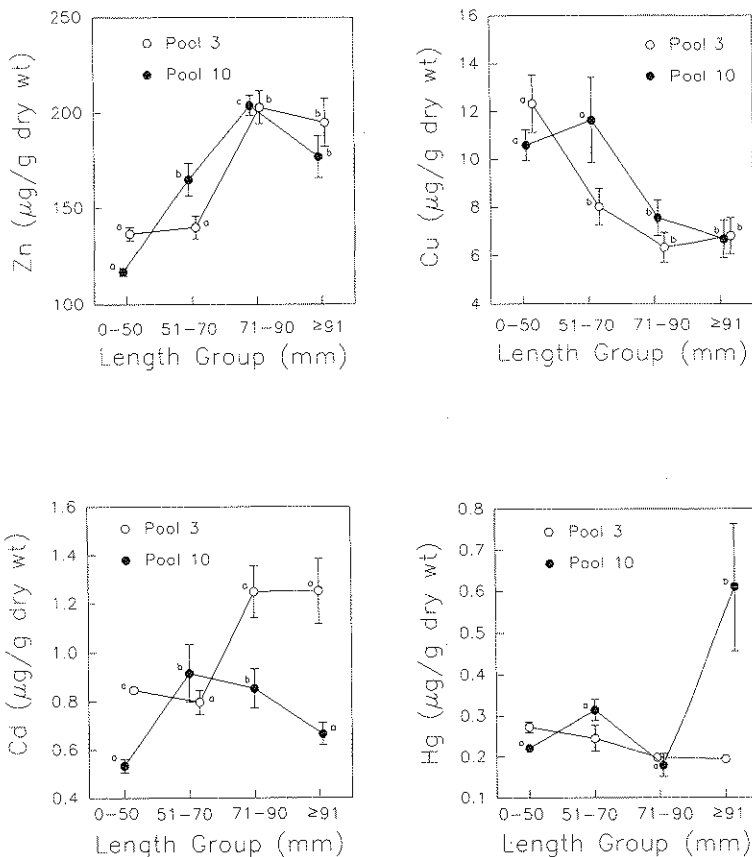 Zn (µg/g dry wt)
250
200
150
100
○ Pool 3
● Pool 10
a
a
b
a
c
b
b
b
0-50 51-70 71-90 ≥91
Length Group (mm)
Cu (µg/g dry wt)
16
14
12
10
8
6
4
○ Pool 3
● Pool 10
a
a
a
b
b
b
b
b
0-50 51-70 71-90 ≥91
Length Group (mm)
Cd (µg/g dry wt)
1.6
1.4
1.2
1.0
0.8
0.6
0.4
○ Pool 3
● Pool 10
a
a
b
a
a
b
a
a
0-50 51-70 71-90 ≥91
Length Group (mm)
Hg (µg/g dry wt)
0.8
0.7
0.6
0.5
0.4
0.3
0.2
0.1
○ Pool 3
● Pool 10
a
a
a
b
0-50 51-70 71-90 ≥91
Length Group (mm)